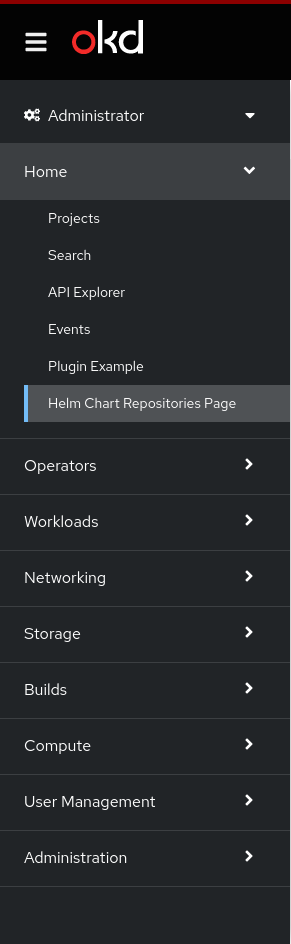 okd
Administrator
Home
Projects
Search
API Explorer
Events
Plugin Example
Helm Chart Repositories Page
Operators
Workloads
Networking
Storage
Builds
Compute
User Management
Administration